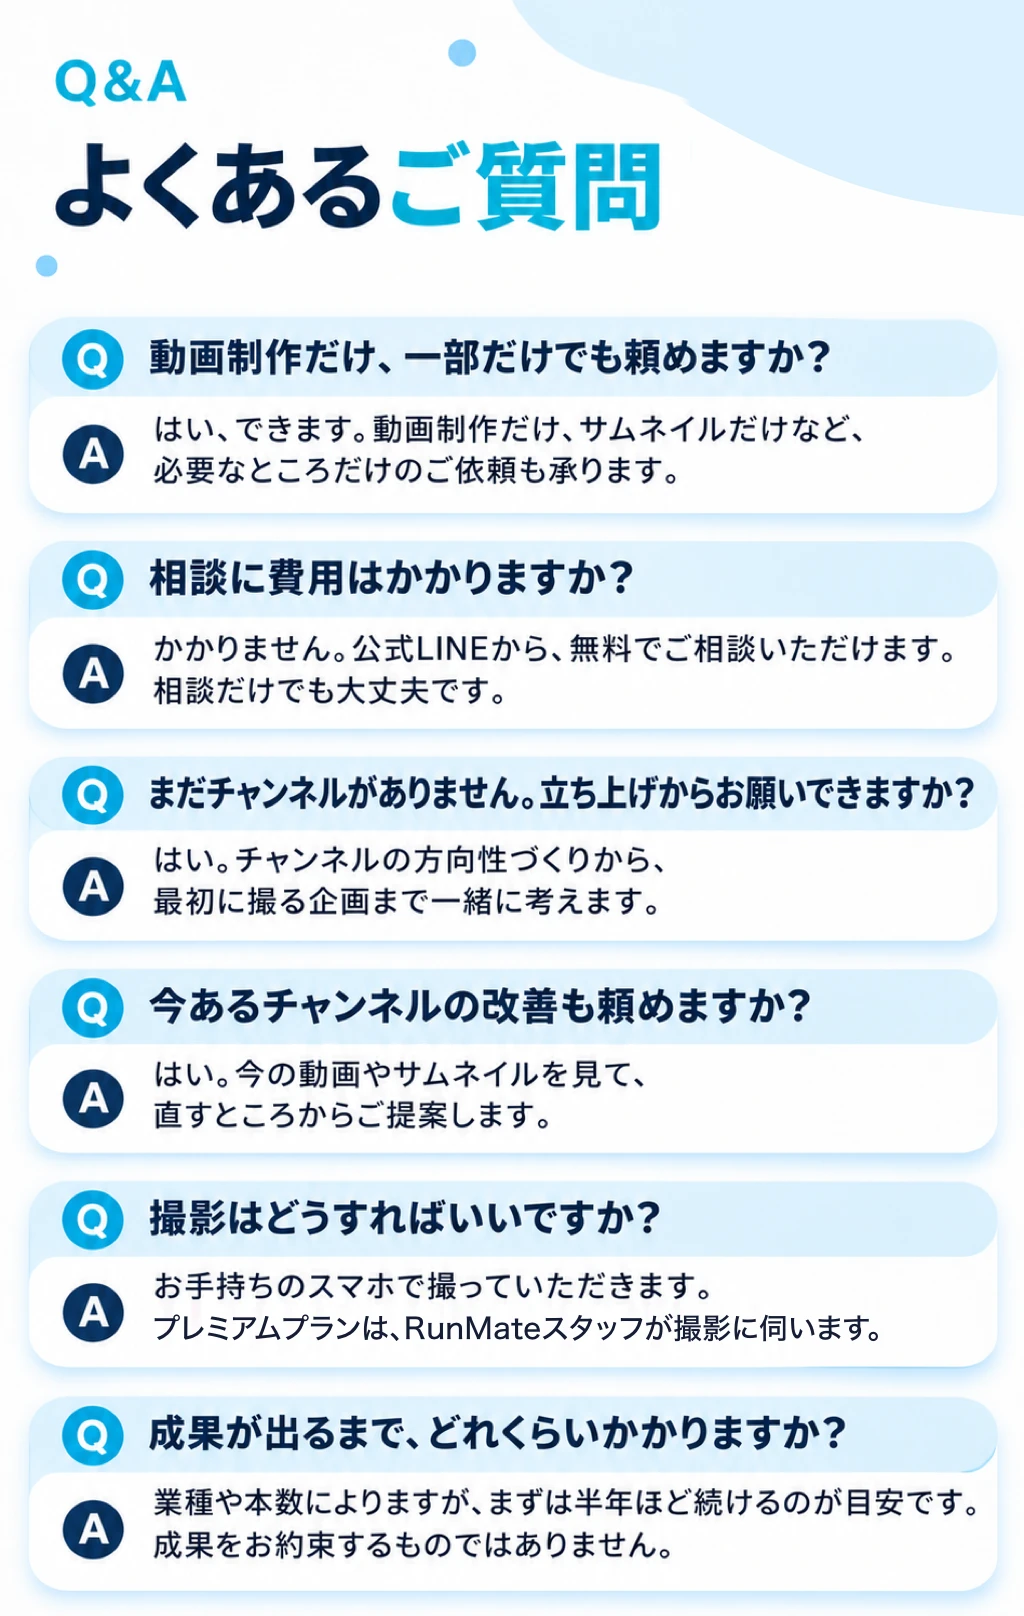 Q&A
よくあるご質問
Q 動画制作だけ、一部だけでも頼めますか？
A はい、できます。動画制作だけ、サムネイルだけなど、
必要なところだけのご依頼も承ります。
Q 相談に費用はかかりますか？
A かかりません。公式LINEから、無料でご相談いただけます。
相談だけでも大丈夫です。
Q まだチャンネルがありません。立ち上げからお願いできますか？
A はい。チャンネルの方向性づくりから、
最初に撮る企画まで一緒に考えます。
Q 今あるチャンネルの改善も頼めますか？
A はい。今の動画やサムネイルを見て、
直すところからご提案します。
Q 撮影はどうすればいいですか？
A お手持ちのスマホで撮っていただきます。
プレミアムプランは、RunMateスタッフが撮影に伺います。
Q 成果が出るまで、どれくらいかかりますか？
A 業種や本数によりますが、まずは半年ほど続けるのが目安です。
成果をお約束するものではありません。